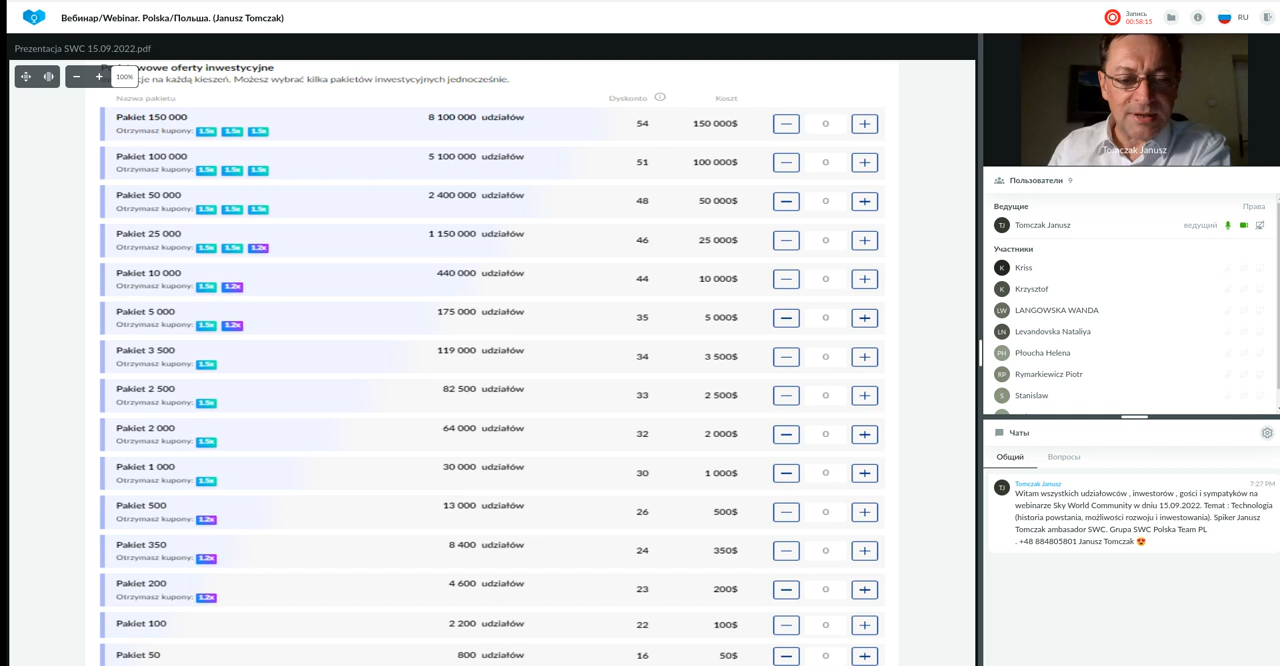 Вебинар/Webinar. Polska/Польша. (Janusz Tomczak)
Запись
00:58:15
RU
Prezentacja SWC 15.09.2022.pdf
100%
wowe oferty inwestycyjne
cje na każdą kieszeń. Możesz wybrać kilka pakietów inwestycyjnych jednocześnie.
Nazwa pakietu Dyskonto Koszt
Pakiet 150 000 8 100 000 udziałów 54 150 000$ 0
Otrzymasz kupony: 1.5x 1.5x 1.5x
Pakiet 100 000 5 100 000 udziałów 51 100 000$ 0
Otrzymasz kupony: 1.5x 1.5x 1.5x
Pakiet 50 000 2 400 000 udziałów 48 50 000$ 0
Otrzymasz kupony: 1.5x 1.5x 1.5x
Pakiet 25 000 1 150 000 udziałów 46 25 000$ 0
Otrzymasz kupony: 1.5x 1.5x 1.2x
Pakiet 10 000 440 000 udziałów 44 10 000$ 0
Otrzymasz kupony: 1.5x 1.2x
Pakiet 5 000 175 000 udziałów 35 5 000$ 0
Otrzymasz kupony: 1.5x 1.2x
Pakiet 3 500 119 000 udziałów 34 3 500$ 0
Otrzymasz kupony: 1.5x
Pakiet 2 500 82 500 udziałów 33 2 500$ 0
Otrzymasz kupony: 1.5x
Pakiet 2 000 64 000 udziałów 32 2 000$ 0
Otrzymasz kupony: 1.5x
Pakiet 1 000 30 000 udziałów 30 1 000$ 0
Otrzymasz kupony: 1.5x
Pakiet 500 13 000 udziałów 26 500$ 0
Otrzymasz kupony: 1.2x
Pakiet 350 8 400 udziałów 24 350$ 0
Otrzymasz kupony: 1.2x
Pakiet 200 4 600 udziałów 23 200$ 0
Otrzymasz kupony: 1.2x
Pakiet 100 2 200 udziałów 22 100$ 0
Pakiet 50 800 udziałów 16 50$ 0
Tomczak Janusz
Пользователи 9
Ведущие Права
TJ Tomczak Janusz ведущий
Участники
K Kriss
K Krzysztof
LW LANGOWSKA WANDA
LN Levandovska Nataliya
PH Płoucha Helena
RP Rymarkiewicz Piotr
S Stanislaw
Чаты
Общий Вопросы
TJ Tomczak Janusz 7:27 PM
Witam wszystkich udziałowców , inwestorów , gości i sympatyków na
webinarze Sky World Community w dniu 15.09.2022. Temat : Technologia
(historia powstania, możliwości rozwoju i inwestowania). Spiker Janusz
Tomczak ambasador SWC. Grupa SWC Polska Team PL
. +48 884805801 Janusz Tomczak 😍